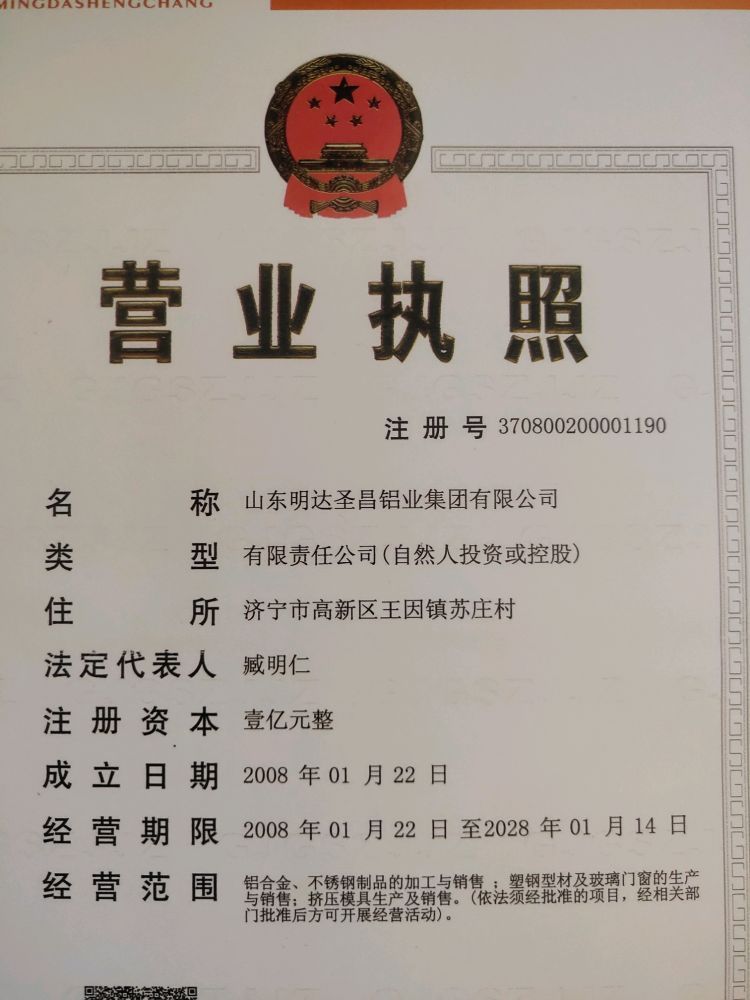 MINGDASHENGCHANG
营业执照
注册号 370800200001190
名称 山东明达圣昌铝业集团有限公司
类型 有限责任公司(自然人投资或控股)
住所 济宁市高新区王因镇苏庄村
法定代表人 臧明仁
注册资本 壹亿元整
成立日期 2008 年 01 月 22 日
经营期限 2008 年 01 月 22 日 至2028 年 01 月 14 日
经营范围 铝合金、不锈钢制品的加工与销售 ; 塑钢型材及玻璃门窗的生产
与销售; 挤压模具生产及销售。(依法须经批准的项目, 经相关部
门批准后方可开展经营活动)。